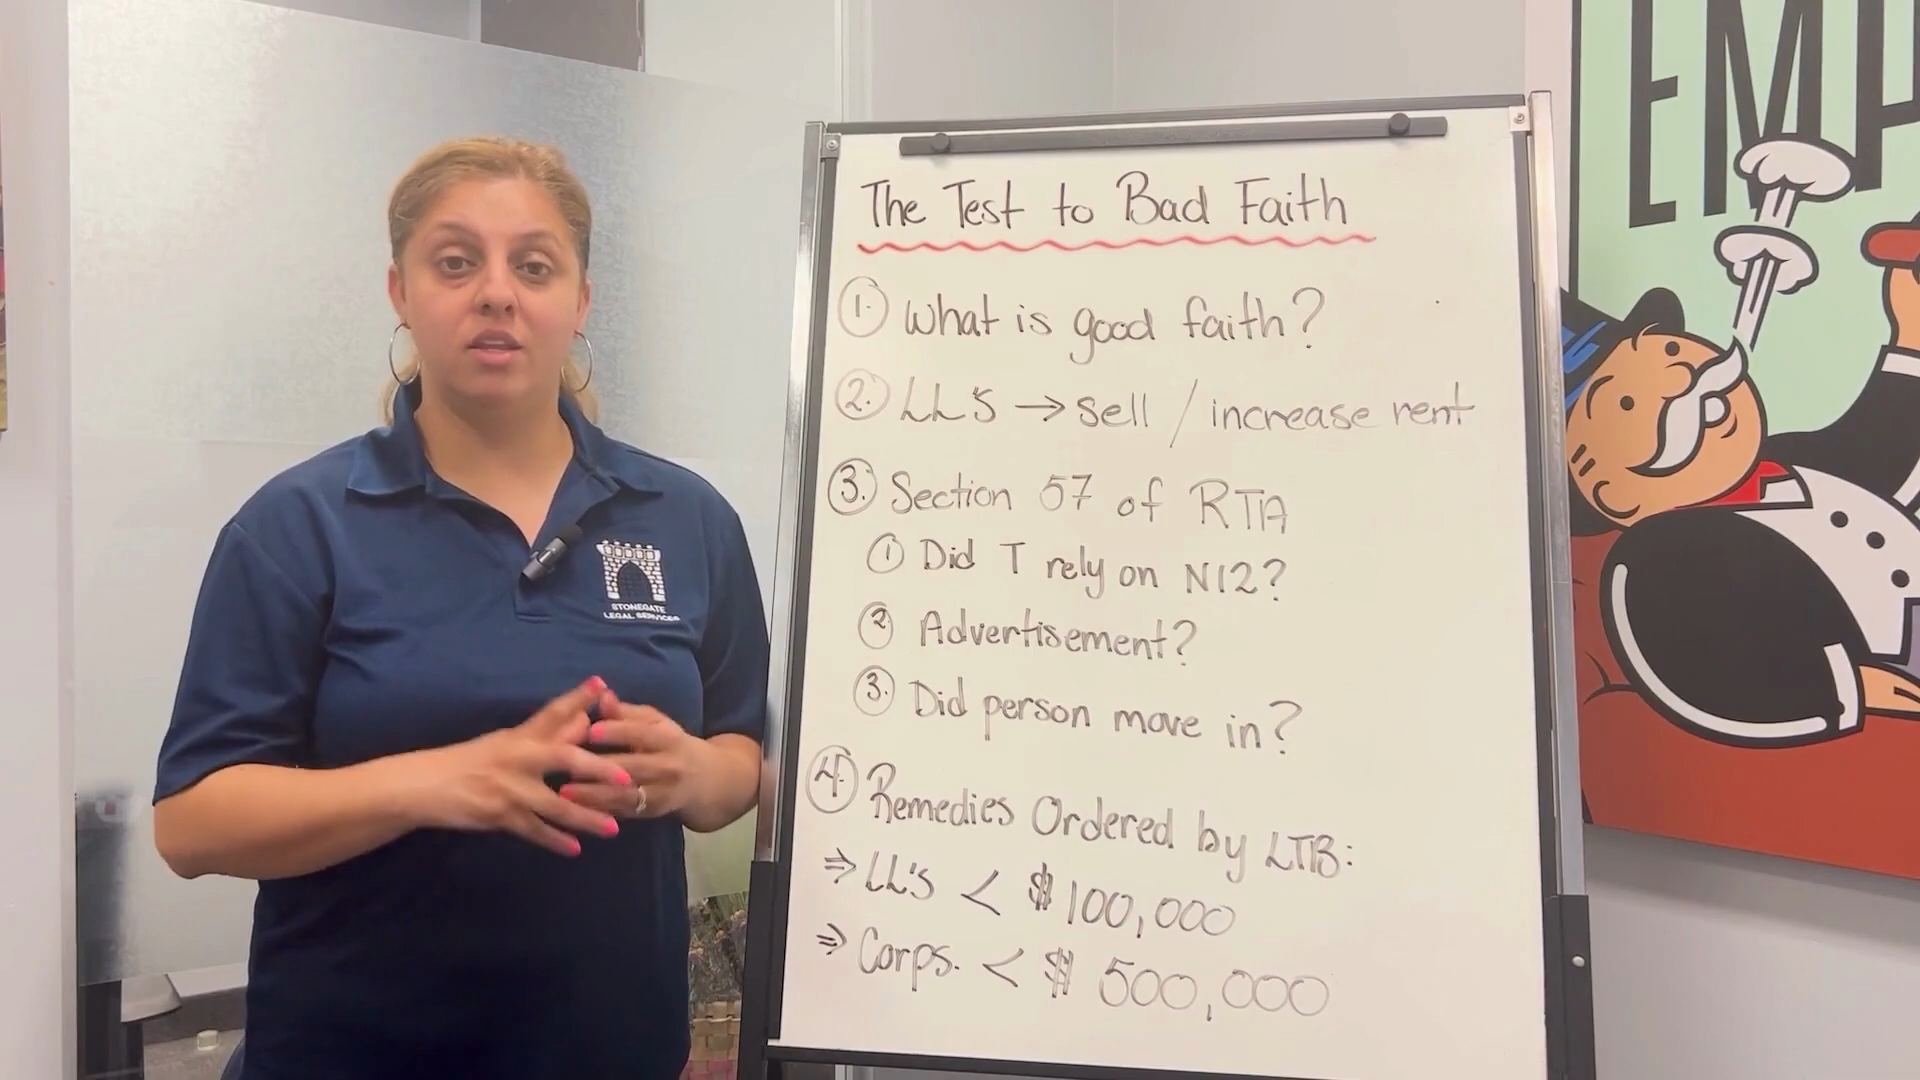 The Test to Bad Faith
1. What is good faith?
2. LL's → sell / increase rent
3. Section 57 of RTA
1 Did T rely on N12?
2 Advertisement?
3. Did person move in?
4. Remedies Ordered by LTB:
⇒ LL's < $100,000
⇒ Corps. < $500,000
STONEGATE
LEGAL SERVICES
EMP